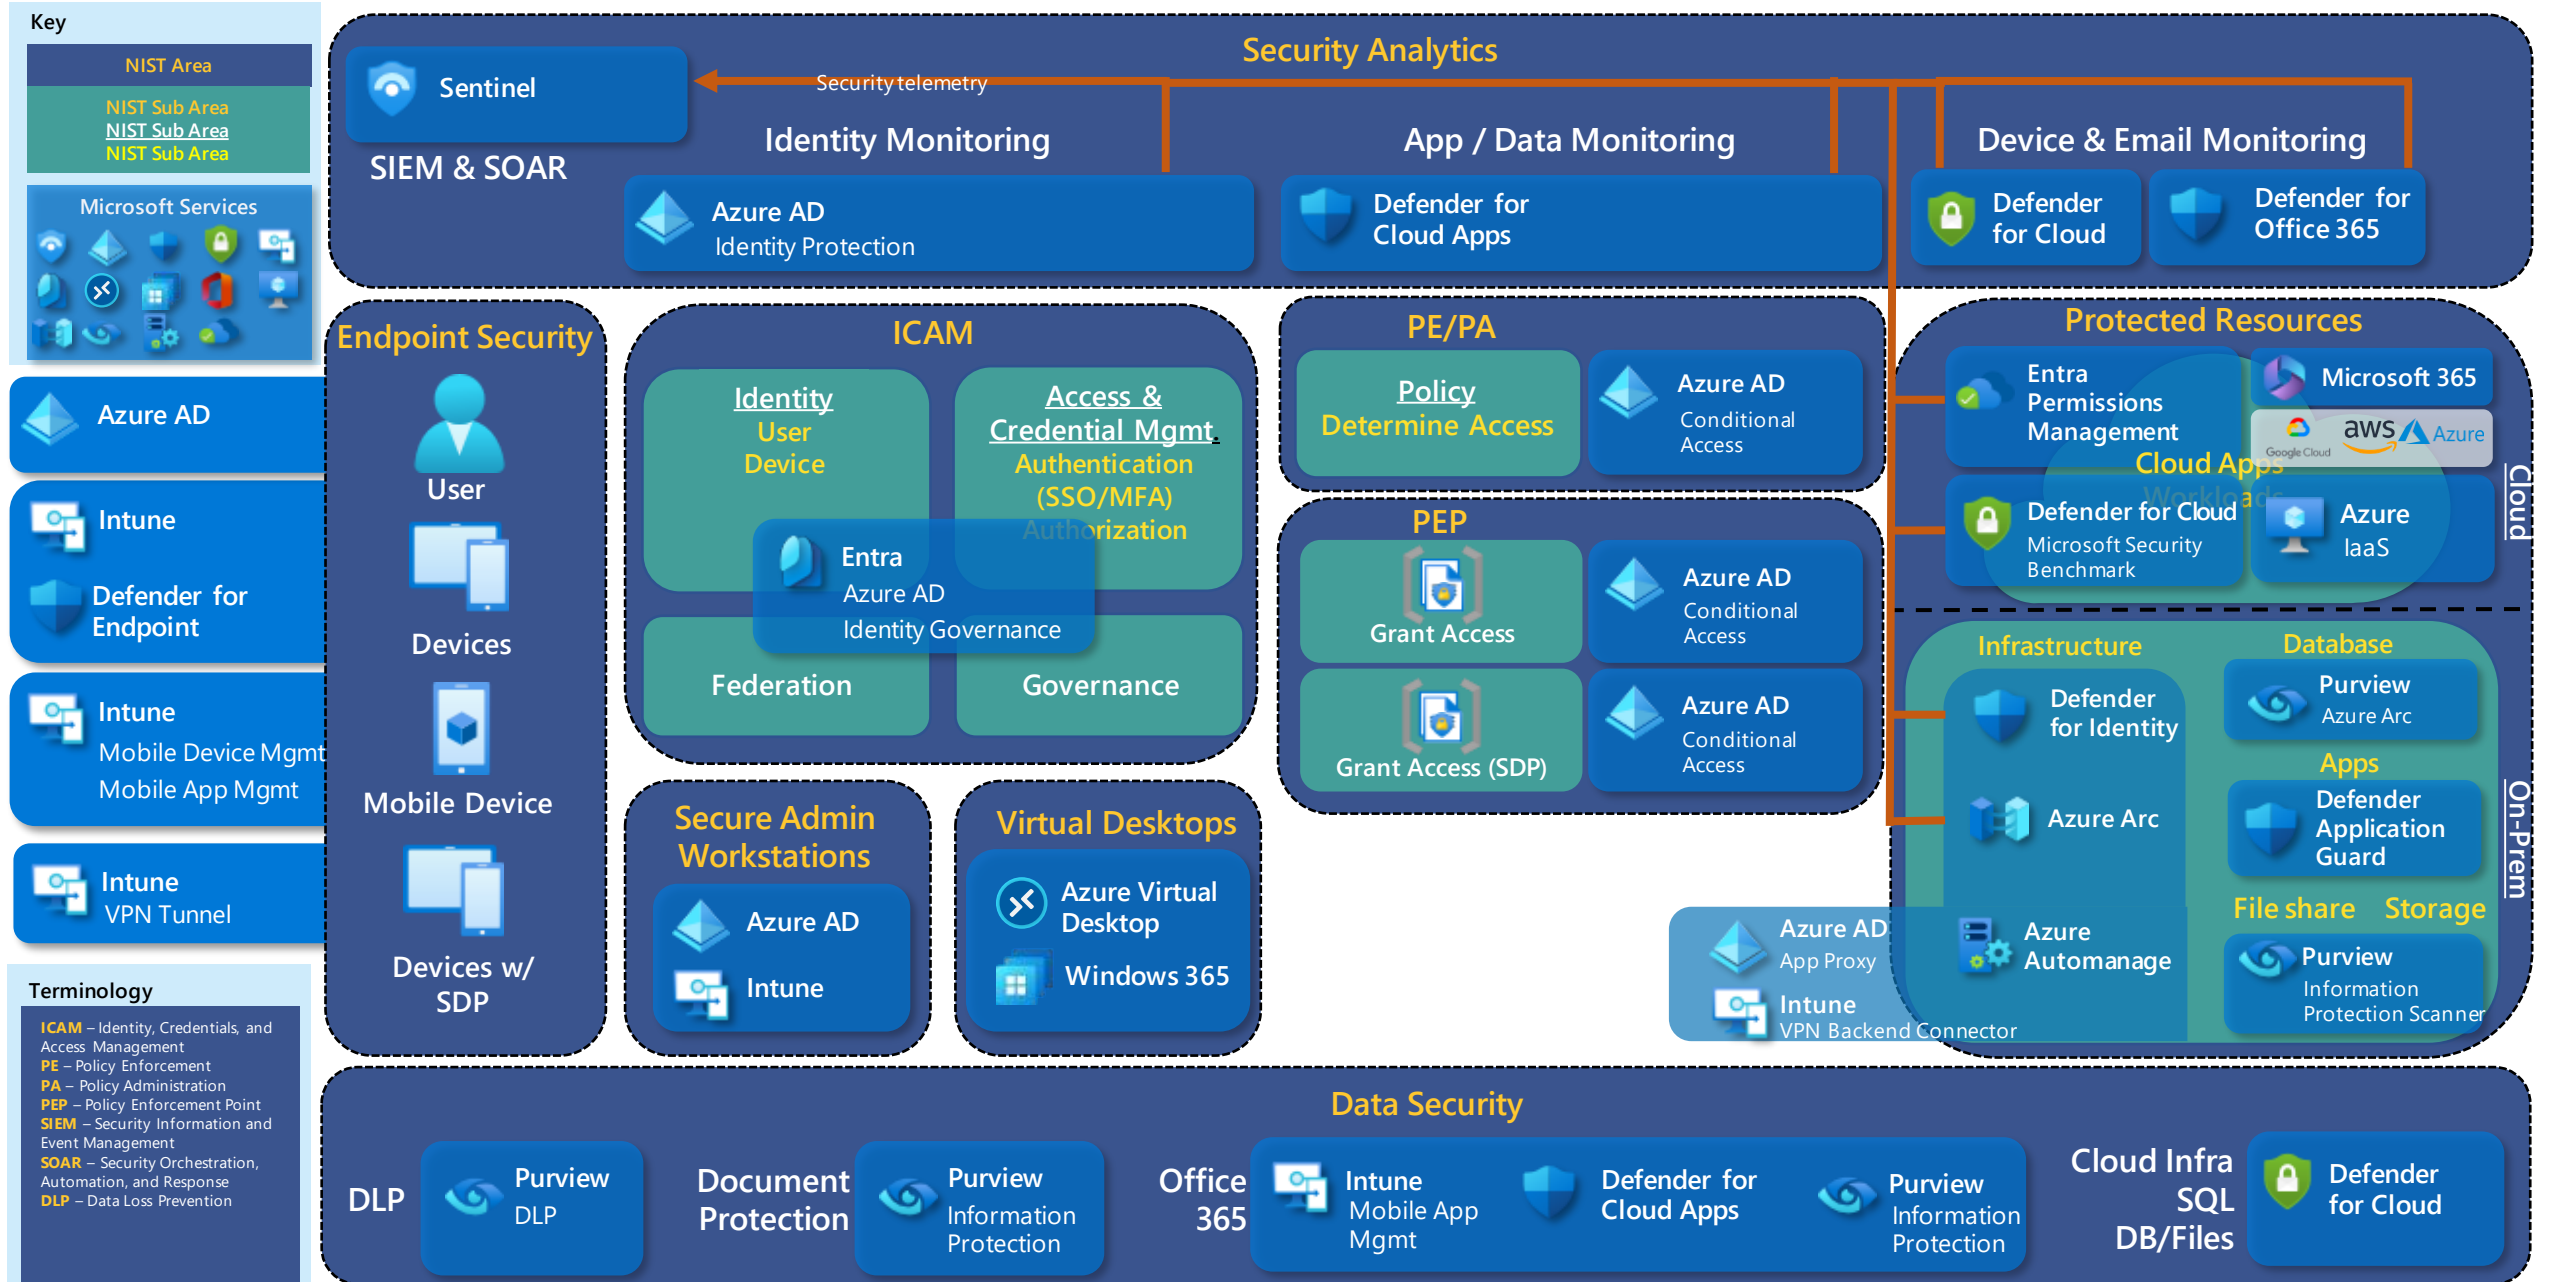 Key
NIST Area
NIST Sub Area
NIST Sub Area
NIST Sub Area
Microsoft Services
Azure AD
Intune
Defender for
Endpoint
Intune
Mobile Device Mgmt
Mobile App Mgmt
Intune
VPN Tunnel
Terminology
ICAM – Identity, Credentials, and
Access Management
PE – Policy Enforcement
PA – Policy Administration
PEP – Policy Enforcement Point
SIEM – Security Information and
Event Management
SOAR – Security Orchestration,
Automation, and Response
DLP – Data Loss Prevention
Security Analytics
Sentinel
SIEM & SOAR
Security telemetry
Identity Monitoring
Azure AD
Identity Protection
App / Data Monitoring
Defender for
Cloud Apps
Device & Email Monitoring
Defender
for Cloud
Defender for
Office 365
Endpoint Security
User
Devices
Mobile Device
Devices w/
SDP
ICAM
Identity
User
Device
Access &
Credential Mgmt.
Authentication
(SSO/MFA)
Authorization
Entra
Azure AD
Identity Governance
Federation
Governance
Secure Admin
Workstations
Azure AD
Intune
Virtual Desktops
Azure Virtual
Desktop
Windows 365
PE/PA
Policy
Determine Access
Azure AD
Conditional
Access
PEP
Grant Access
Azure AD
Conditional
Access
Grant Access (SDP)
Azure AD
Conditional
Access
Protected Resources
Entra
Permissions
Management
Microsoft 365
Google Cloud
aws
Azure
Cloud Apps
Workloads
Defender for Cloud
Microsoft Security
Benchmark
Azure
IaaS
Cloud
Infrastructure
Defender
for Identity
Azure Arc
Azure
Automanage
Database
Purview
Azure Arc
Apps
Defender
Application
Guard
File share Storage
Purview
Information
Protection Scanner
On-Prem
Azure AD
App Proxy
Intune
VPN Backend Connector
Data Security
DLP
Purview
DLP
Document
Protection
Purview
Information
Protection
Office
365
Intune
Mobile App
Mgmt
Defender for
Cloud Apps
Purview
Information
Protection
Cloud Infra
SQL
DB/Files
Defender
for Cloud